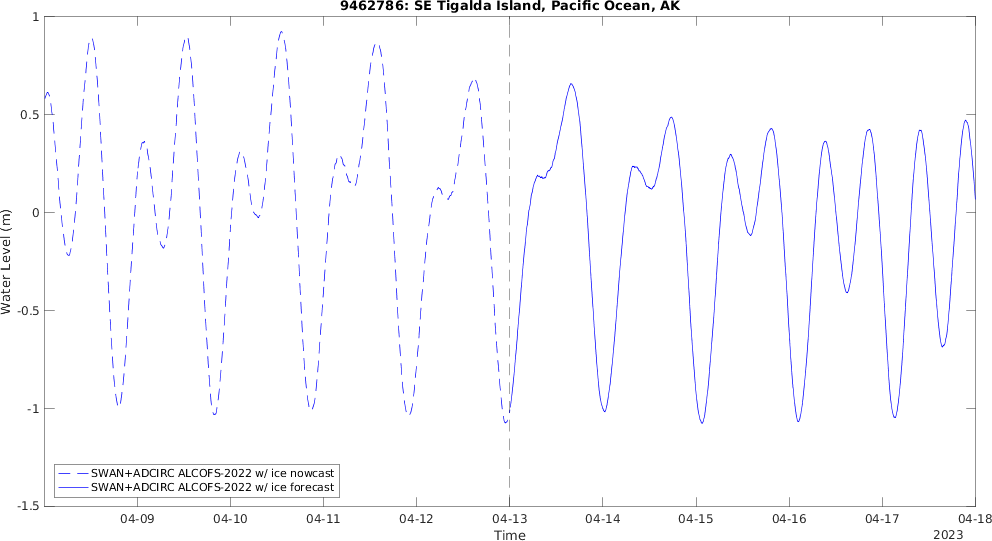 9462786: SE Tigalda Island, Pacific Ocean, AK
1
0.5
0
-0.5
-1
-1.5
Water Level (m)
SWAN+ADCIRC ALCOFS-2022 w/ ice nowcast
SWAN+ADCIRC ALCOFS-2022 w/ ice forecast
04-09 04-10 04-11 04-12 04-13 04-14 04-15 04-16 04-17 04-18
Time
2023